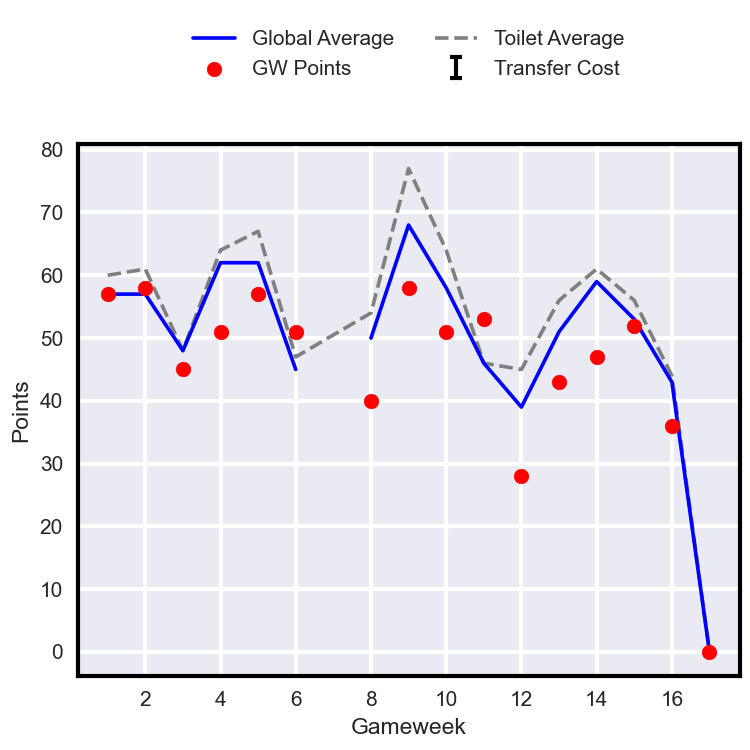 Global Average
Toilet Average
GW Points
Transfer Cost
80
70
60
50
40
30
20
10
0
Points
2 4 6 8 10 12 14 16
Gameweek